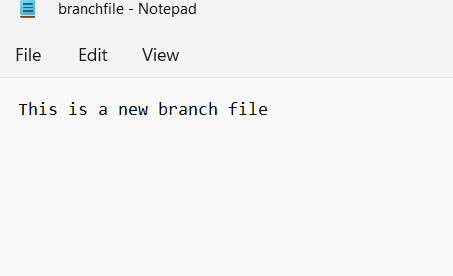 branchfile - Notepad
File Edit View
This is a new branch file